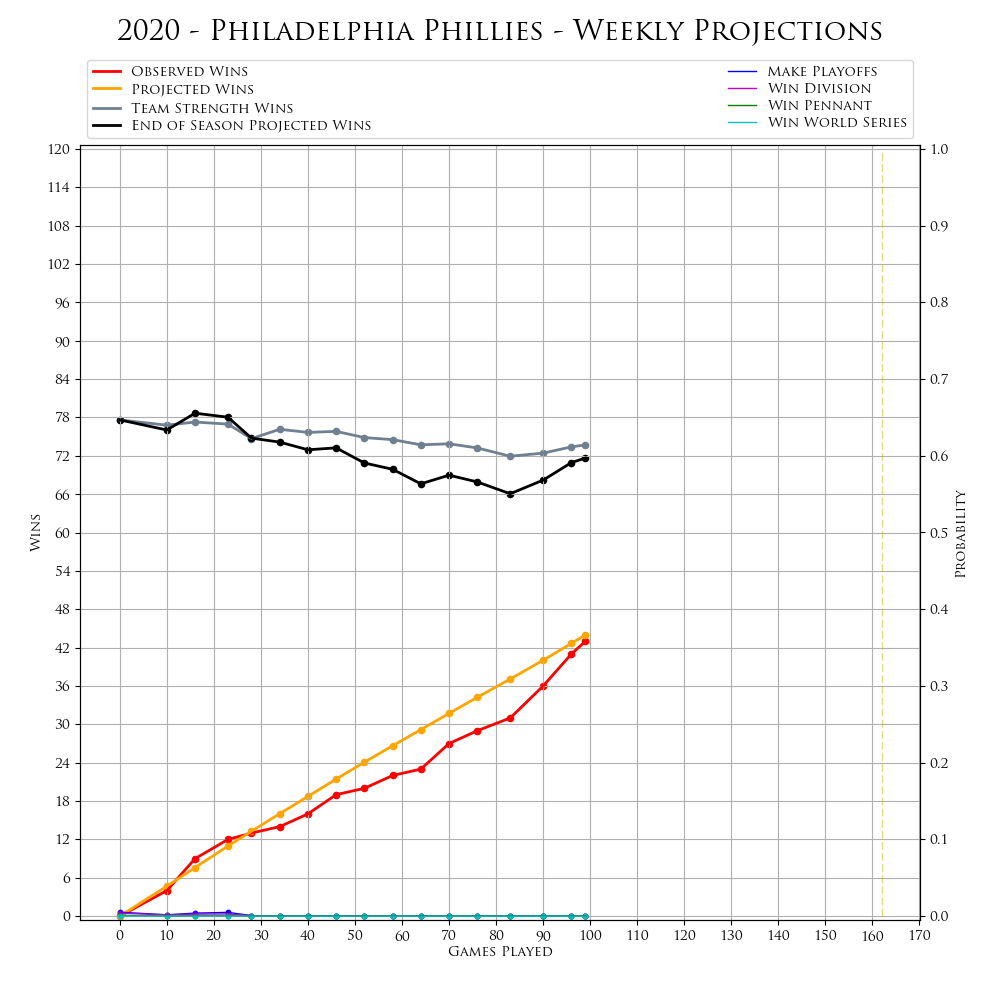 2020 - Philadelphia Phillies - Weekly Projections
Observed Wins
Projected Wins
Team Strength Wins
End of Season Projected Wins
Make Playoffs
Win Division
Win Pennant
Win World Series
120
114
108
102
96
90
84
78
72
66
60
54
48
42
36
30
24
18
12
6
0
Wins
1.0
0.9
0.8
0.7
0.6
0.5
0.4
0.3
0.2
0.1
0.0
Probability
0 10 20 30 40 50 60 70 80 90 100 110 120 130 140 150 160 170
Games Played